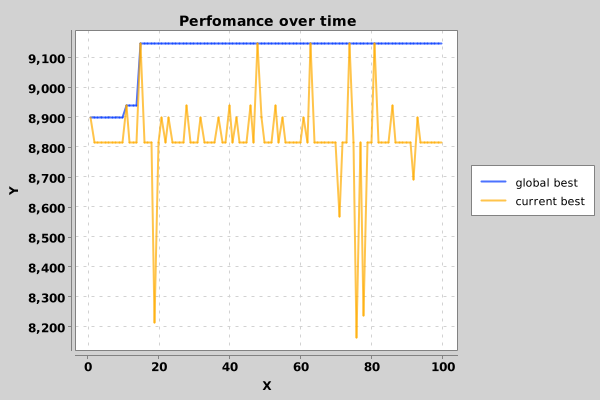 Perfomance over time
9,100
9,000
8,900
8,800
8,700
8,600
8,500
8,400
8,300
8,200
Y
0 20 40 60 80 100
X
global best
current best